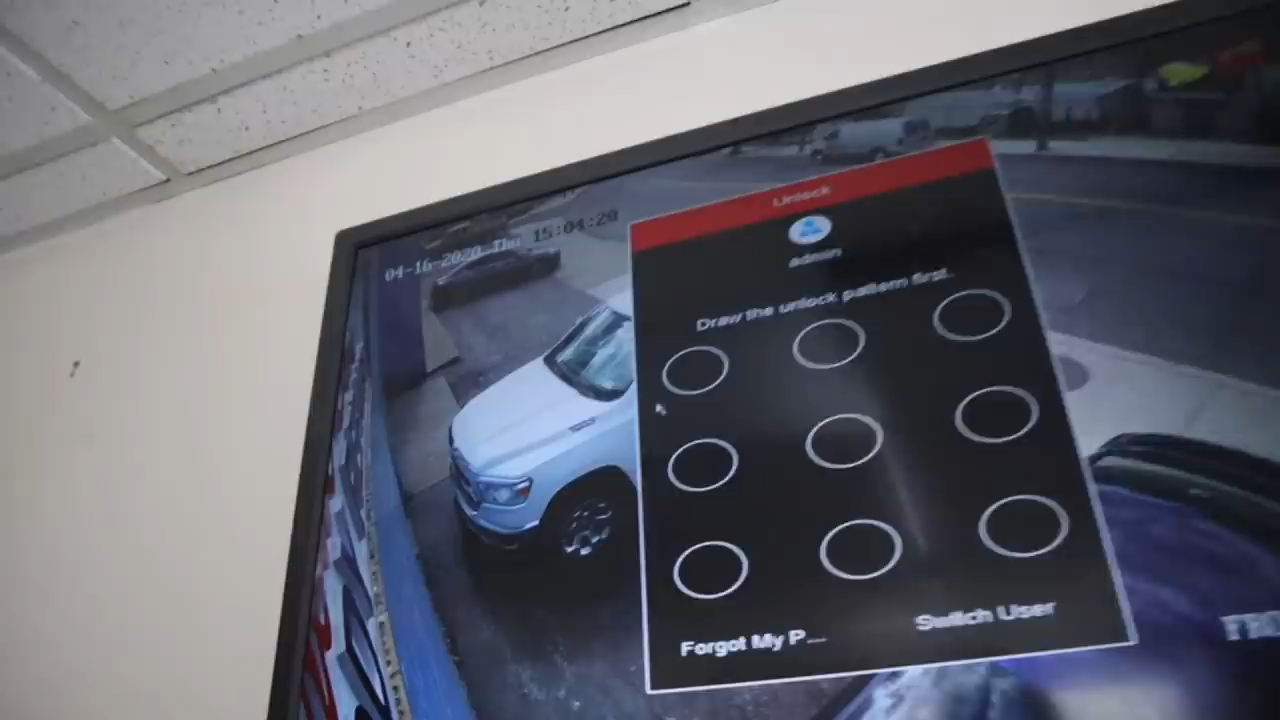 04-16-2020 Thu 15:04:20
Unlock
admin
Draw the unlock pattern first.
Forgot My P...
Switch User